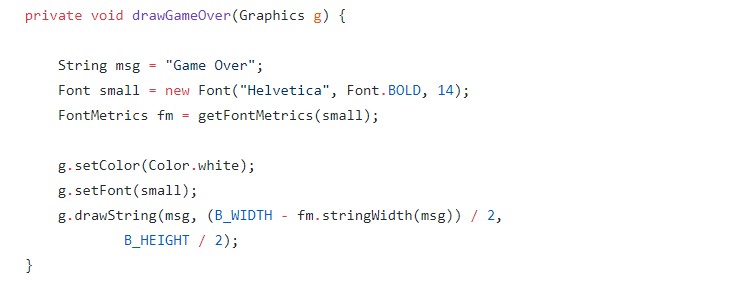 private void drawGameOver(Graphics g) {
String msg = "Game Over";
Font small = new Font("Helvetica", Font.BOLD, 14);
FontMetrics fm = getFontMetrics(small);
g.setColor(Color.white);
g.setFont(small);
g.drawString(msg, (B_WIDTH - fm.stringWidth(msg)) / 2,
B_HEIGHT / 2);
}